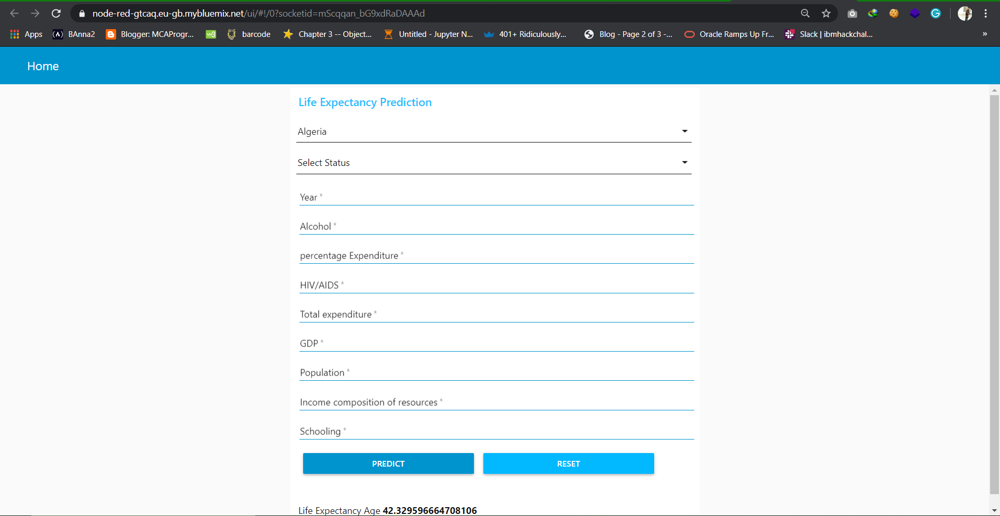 node-red-gtcaq.eu-gb.mybluemix.net/ui/#!/0?socketid=mScqqan_bG9xdRaDAAAd
Apps BAnna2 Blogger: MCAProgr... w3 barcode Chapter 3 -- Object... Untitled - Jupyter N... 401+ Ridiculously... Blog - Page 2 of 3 -... Oracle Ramps Up Fr... Slack | ibmhackchal... »
Home
Life Expectancy Prediction
Algeria
Select Status
Year *
Alcohol *
percentage Expenditure *
HIV/AIDS *
Total expenditure *
GDP *
Population *
Income composition of resources *
Schooling *
PREDICT RESET
Life Expectancy Age 42.329596664708106